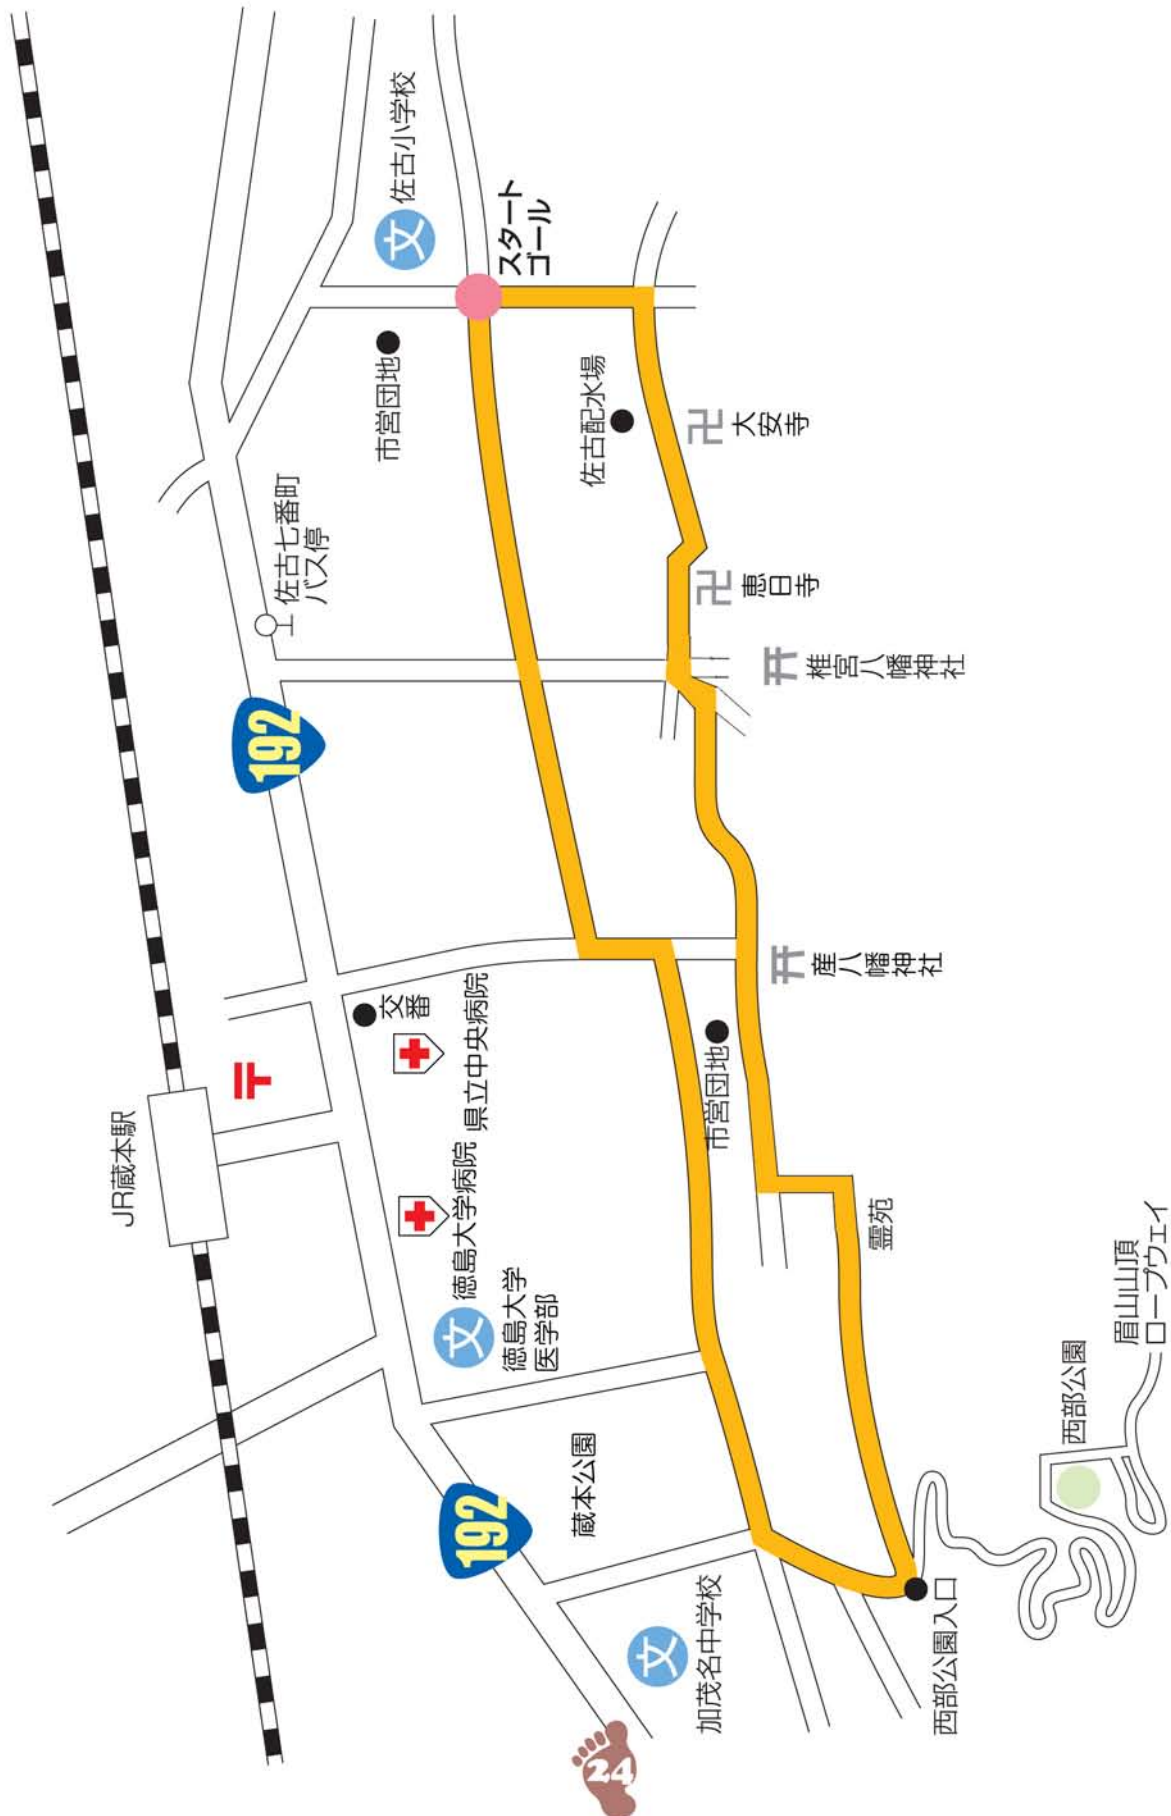 JR蔵本駅
〒
192
佐古七番町
バス停
佐古小学校
文
市営団地
スタート
ゴール
交番
県立中央病院
徳島大学病院
文
徳島大学
医学部
佐古配水場
卍
大安寺
卍
恵日寺
椎宮八幡神社
産八幡神社
市営団地
霊苑
192
蔵本公園
文
加茂名中学校
西部公園入口
西部公園
眉山山頂
ロープウェイ
24